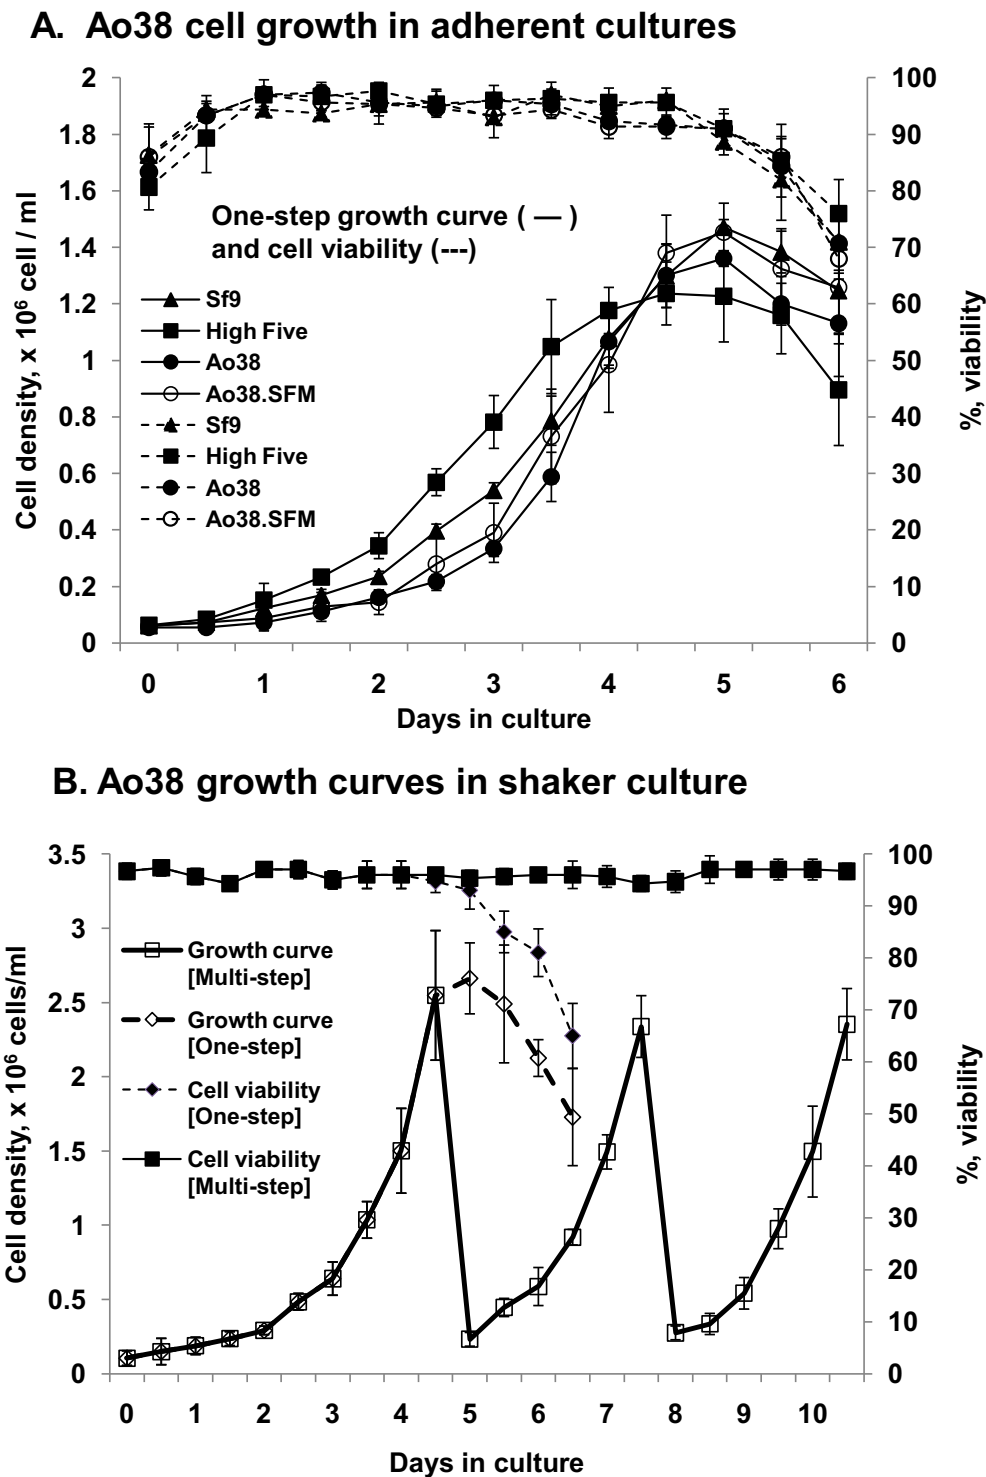 A. Ao38 cell growth in adherent cultures
2
1.8
1.6
1.4
1.2
1
0.8
0.6
0.4
0.2
0
Cell density, x 10⁶ cell / ml
One-step growth curve ( — )
and cell viability (---)
Sf9
High Five
Ao38
Ao38.SFM
Sf9
High Five
Ao38
Ao38.SFM
100
90
80
70
60
50
40
30
20
10
0
%, viability
0 1 2 3 4 5 6
Days in culture
B. Ao38 growth curves in shaker culture
3.5
3
2.5
2
1.5
1
0.5
0
Cell density, x 10⁶ cells/ml
Growth curve
[Multi-step]
Growth curve
[One-step]
Cell viability
[One-step]
Cell viability
[Multi-step]
100
90
80
70
60
50
40
30
20
10
0
%, viability
0 1 2 3 4 5 6 7 8 9 10
Days in culture